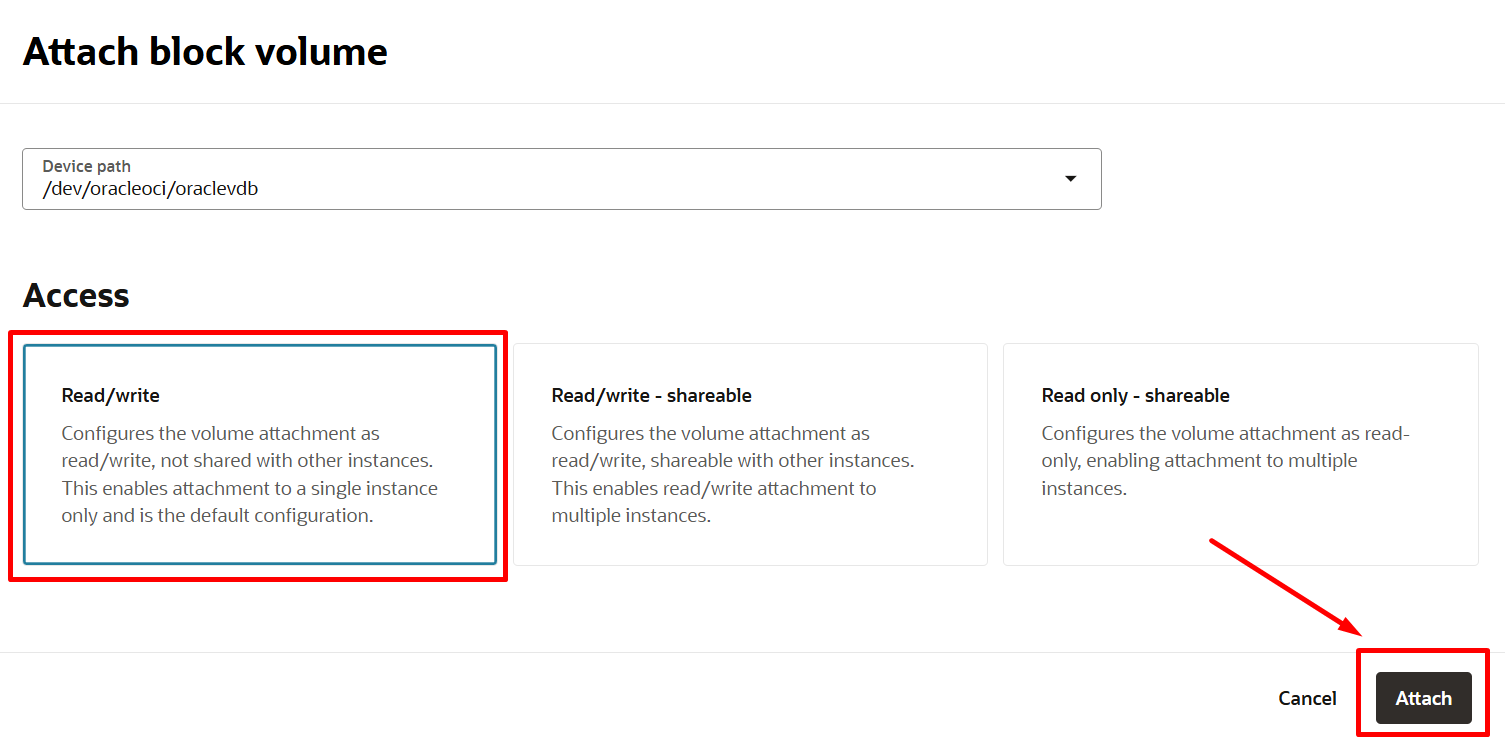 Attach block volume
Device path
/dev/oracleoci/oraclevdb
Access
Read/write
Configures the volume attachment as
read/write, not shared with other instances.
This enables attachment to a single instance
only and is the default configuration.
Read/write - shareable
Configures the volume attachment as
read/write, shareable with other instances.
This enables read/write attachment to
multiple instances.
Read only - shareable
Configures the volume attachment as read-
only, enabling attachment to multiple
instances.
Cancel
Attach